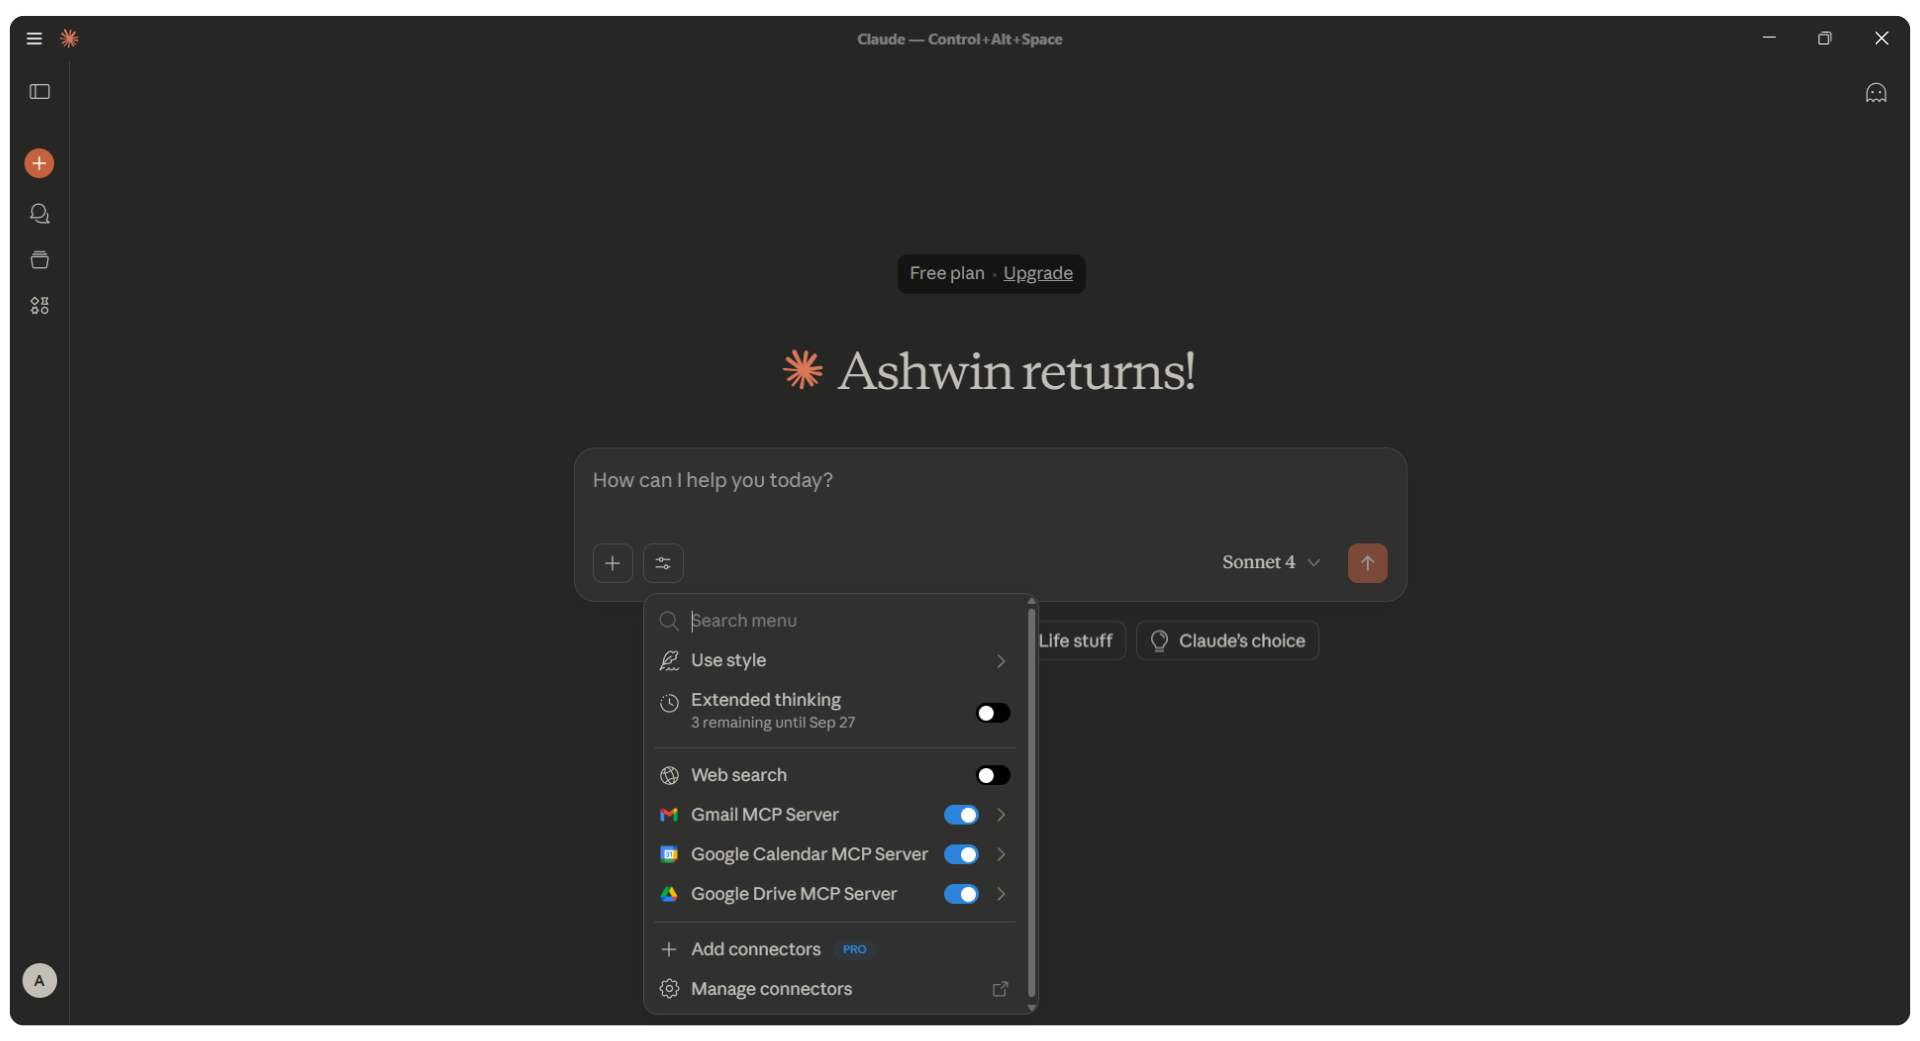 Claude — Control+Alt+Space
Free plan · Upgrade
Ashwin returns!
How can I help you today?
Sonnet 4
Search menu
Life stuff
Claude's choice
Use style
Extended thinking
3 remaining until Sep 27
Web search
Gmail MCP Server
31
Google Calendar MCP Server
Google Drive MCP Server
Add connectors PRO
A
Manage connectors